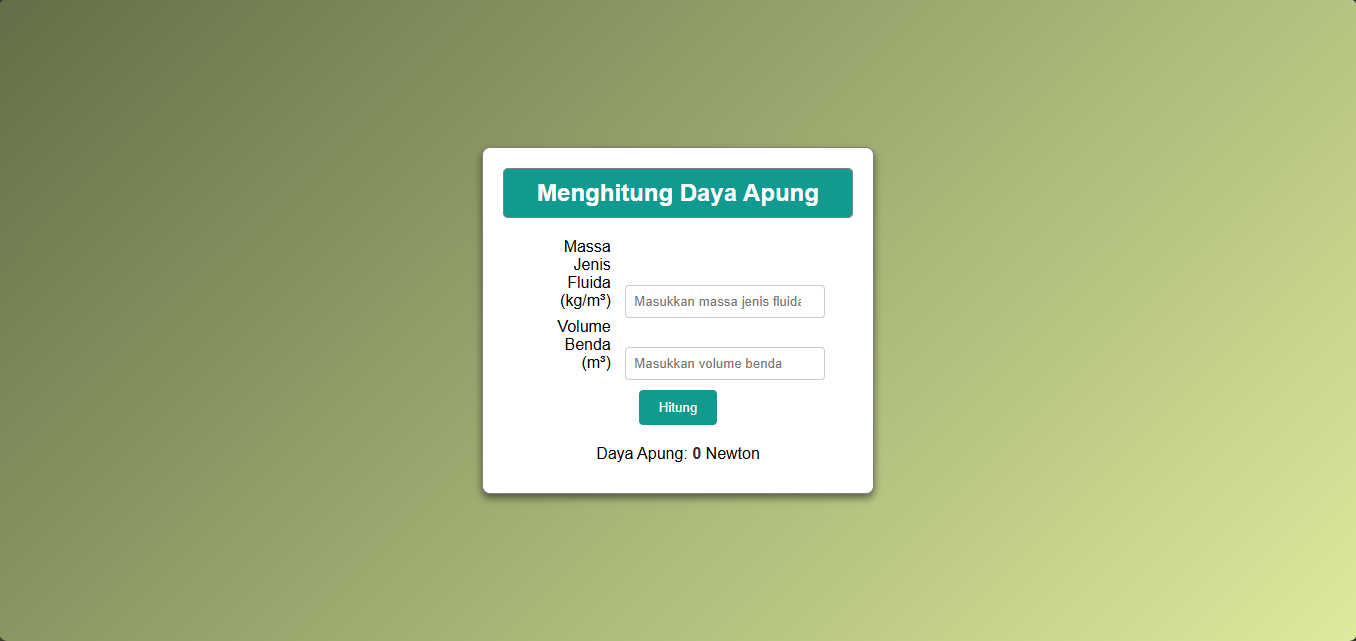 Menghitung Daya Apung
Massa
Jenis
Fluida
(kg/m³)
Masukkan massa jenis fluida
Volume
Benda
(m³)
Masukkan volume benda
Hitung
Daya Apung: 0 Newton